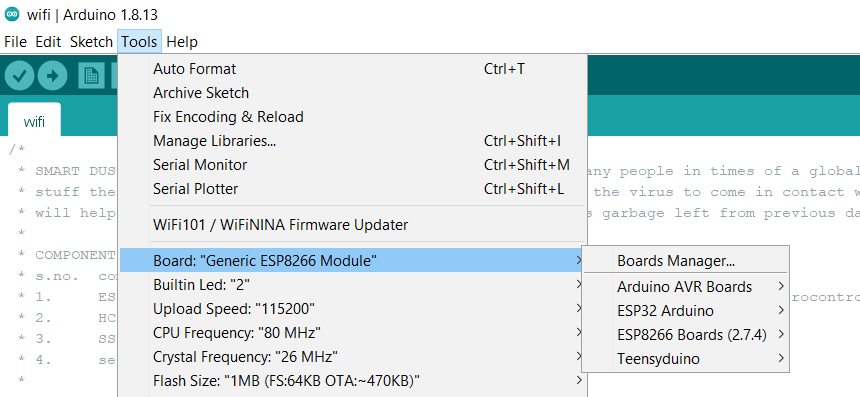 wifi | Arduino 1.8.13
File Edit Sketch Tools Help
Auto Format Ctrl+T
Archive Sketch
Fix Encoding & Reload
Manage Libraries... Ctrl+Shift+I
Serial Monitor Ctrl+Shift+M
Serial Plotter Ctrl+Shift+L
WiFi101 / WiFiNINA Firmware Updater
Board: "Generic ESP8266 Module"
Builtin Led: "2"
Upload Speed: "115200"
CPU Frequency: "80 MHz"
Crystal Frequency: "26 MHz"
Flash Size: "1MB (FS:64KB OTA:~470KB)"
Boards Manager...
Arduino AVR Boards
ESP32 Arduino
ESP8266 Boards (2.7.4)
Teensyduino
wifi
/*
* SMART DUS any people in times of a global
* stuff the the virus to come in contact w
* will help s garbage left from previous da
*
* COMPONENT
* s.no. co
* 1. ES rocontro
* 2. HC
* 3. SS
* 4. se
*